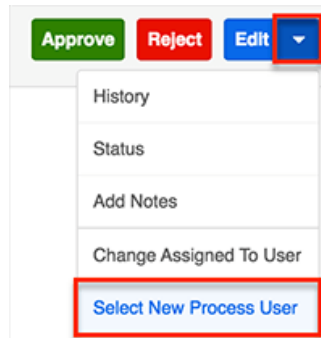 Approve Reject Edit
History
Status
Add Notes
Change Assigned To User
Select New Process User